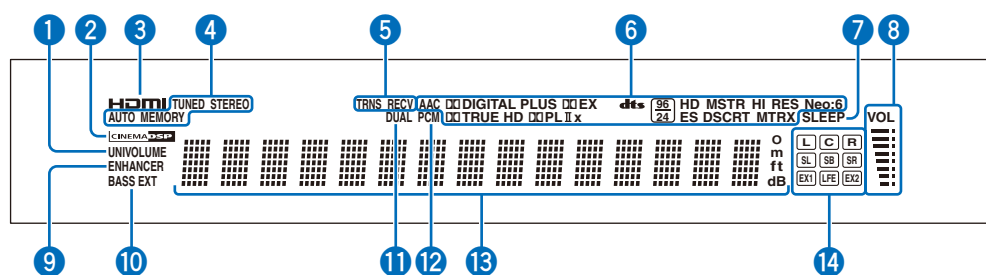 1 2 3 4 5 6 7 8
HDMI TUNED STEREO TRNS RECV AAC DIGITAL PLUS EX dts 96 24 HD MSTR HI RES Neo:6
AUTO MEMORY DUAL PCM TRUE HD PL II x ES DSCRT MTRX SLEEP VOL
CINEMA DSP
UNIVOLUME
ENHANCER
BASS EXT
o
m
ft
dB
L C R
SL SB SR
EX1 LFE EX2
9 10 11 12 13 14